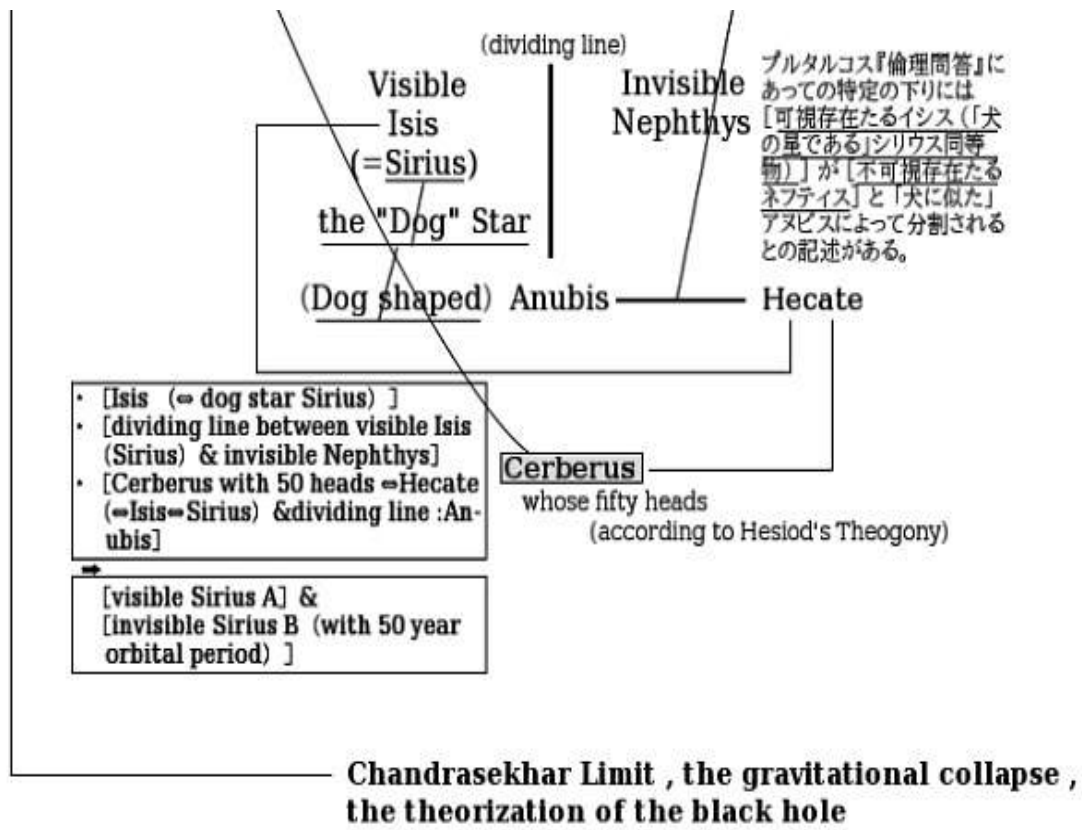 (dividing line)
Visible
Isis
(=Sirius)
the "Dog" Star
(Dog shaped) Anubis
Invisible
Nephthys
プルタルコス『倫理問答』に
あっての特定の下りには
[可視存在たるイシス(「犬
の星である」シリウス同等
物)]が[不可視存在たる
ネフティス]と「犬に似た」
アヌビスによって分割される
との記述がある。
Hecate
・ [Isis (⇔ dog star Sirius) ]
・ [dividing line between visible Isis
(Sirius) & invisible Nephthys]
・ [Cerberus with 50 heads ⇔Hecate
(⇔Isis⇔Sirius) &dividing line :An-
ubis]
➡
[visible Sirius A] &
[invisible Sirius B (with 50 year
orbital period) ]
Cerberus
whose fifty heads
(according to Hesiod's Theogony)
Chandrasekhar Limit , the gravitational collapse ,
the theorization of the black hole